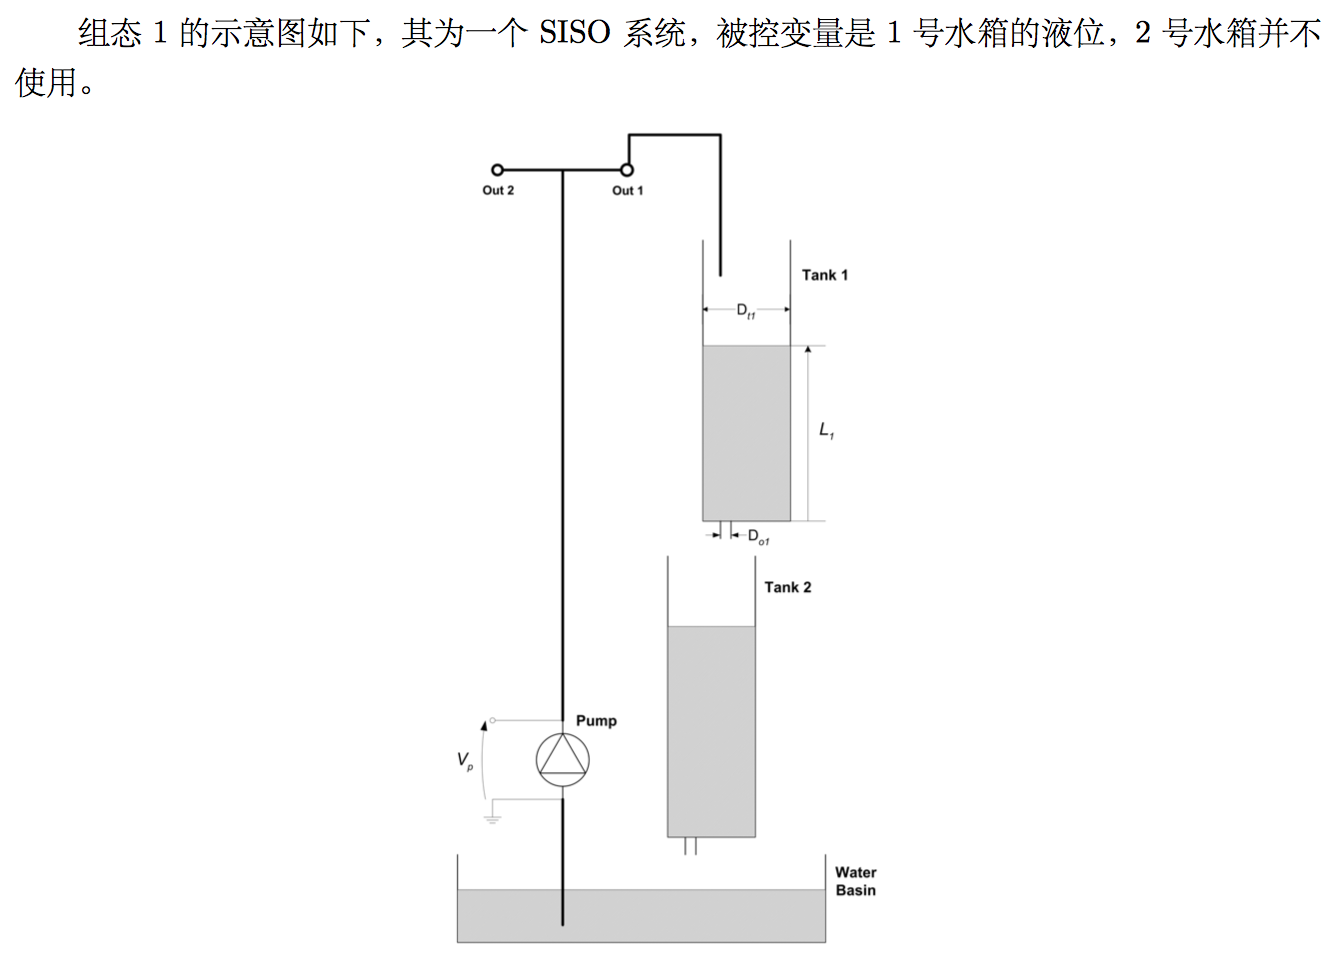 组态 1 的示意图如下，其为一个 SISO 系统，被控变量是 1 号水箱的液位，2 号水箱并不
使用。
Out 2
Out 1
Tank 1
D_{t1}
L_1
D_{o1}
Tank 2
Pump
V_p
Water
Basin